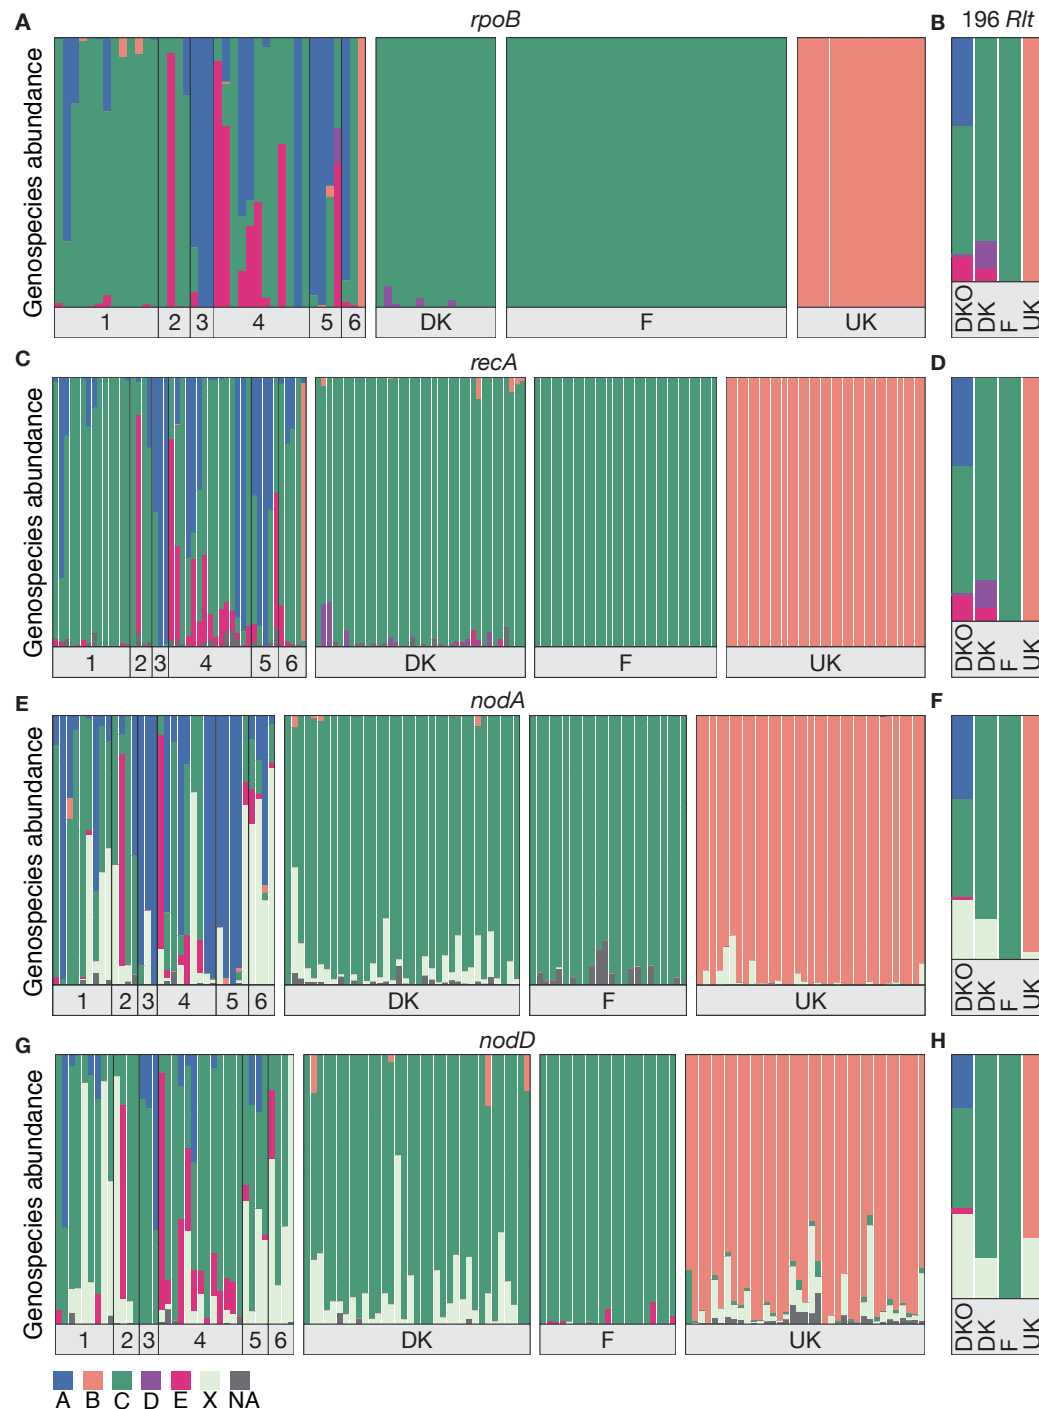 A rpoB B 196 Rlt
Genospecies abundance
1 2 3 4 5 6 DK F UK DKO DK F UK
C recA D
Genospecies abundance
1 2 3 4 5 6 DK F UK DKO DK F UK
E nodA F
Genospecies abundance
1 2 3 4 5 6 DK F UK DKO DK F UK
G nodD H
Genospecies abundance
1 2 3 4 5 6 DK F UK DKO DK F UK
A B C D E X NA